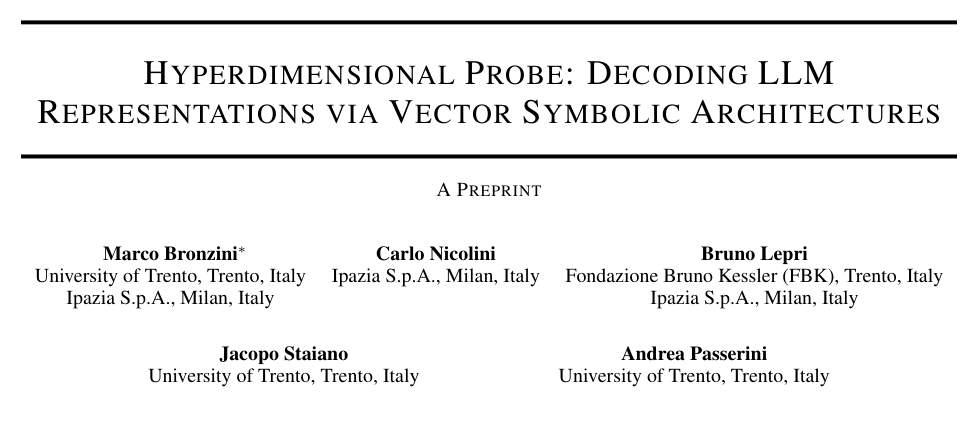 HYPERDIMENSIONAL PROBE: DECODING LLM
REPRESENTATIONS VIA VECTOR SYMBOLIC ARCHITECTURES
A PREPRINT
Marco Bronzini* Carlo Nicolini Bruno Lepri
University of Trento, Trento, Italy Ipazia S.p.A., Milan, Italy Fondazione Bruno Kessler (FBK), Trento, Italy
Ipazia S.p.A., Milan, Italy Ipazia S.p.A., Milan, Italy
Jacopo Staiano Andrea Passerini
University of Trento, Trento, Italy University of Trento, Trento, Italy